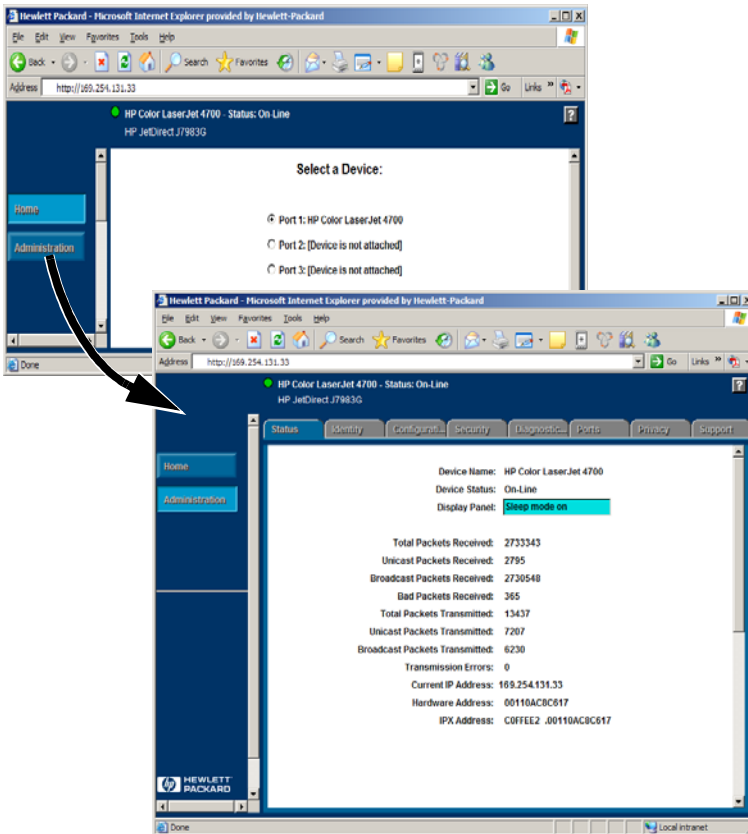 Hewlett Packard - Microsoft Internet Explorer provided by Hewlett-Packard
File Edit View Favorites Tools Help
Back Search Favorites
Address http://169.254.131.33 Go Links »
HP Color LaserJet 4700 - Status: On-Line
HP JetDirect J7983G
?
Select a Device:
Home
Administration
Port 1: HP Color LaserJet 4700
Port 2: [Device is not attached]
Port 3: [Device is not attached]
Done
Hewlett Packard - Microsoft Internet Explorer provided by Hewlett-Packard
File Edit View Favorites Tools Help
Back Search Favorites
Address http://169.254.131.33 Go Links »
HP Color LaserJet 4700 - Status: On-Line
HP JetDirect J7983G
?
Status Identity Configurati... Security Diagnostic... Ports Privacy Support
Home
Administration
Device Name: HP Color LaserJet 4700
Device Status: On-Line
Display Panel: Sleep mode on
Total Packets Received: 2733343
Unicast Packets Received: 2795
Broadcast Packets Received: 2730548
Bad Packets Received: 365
Total Packets Transmitted: 13437
Unicast Packets Transmitted: 7207
Broadcast Packets Transmitted: 6230
Transmission Errors: 0
Current IP Address: 169.254.131.33
Hardware Address: 00110AC8C617
IPX Address: C0FFEE2 .00110AC8C617
hp HEWLETT
PACKARD
Done Local intranet